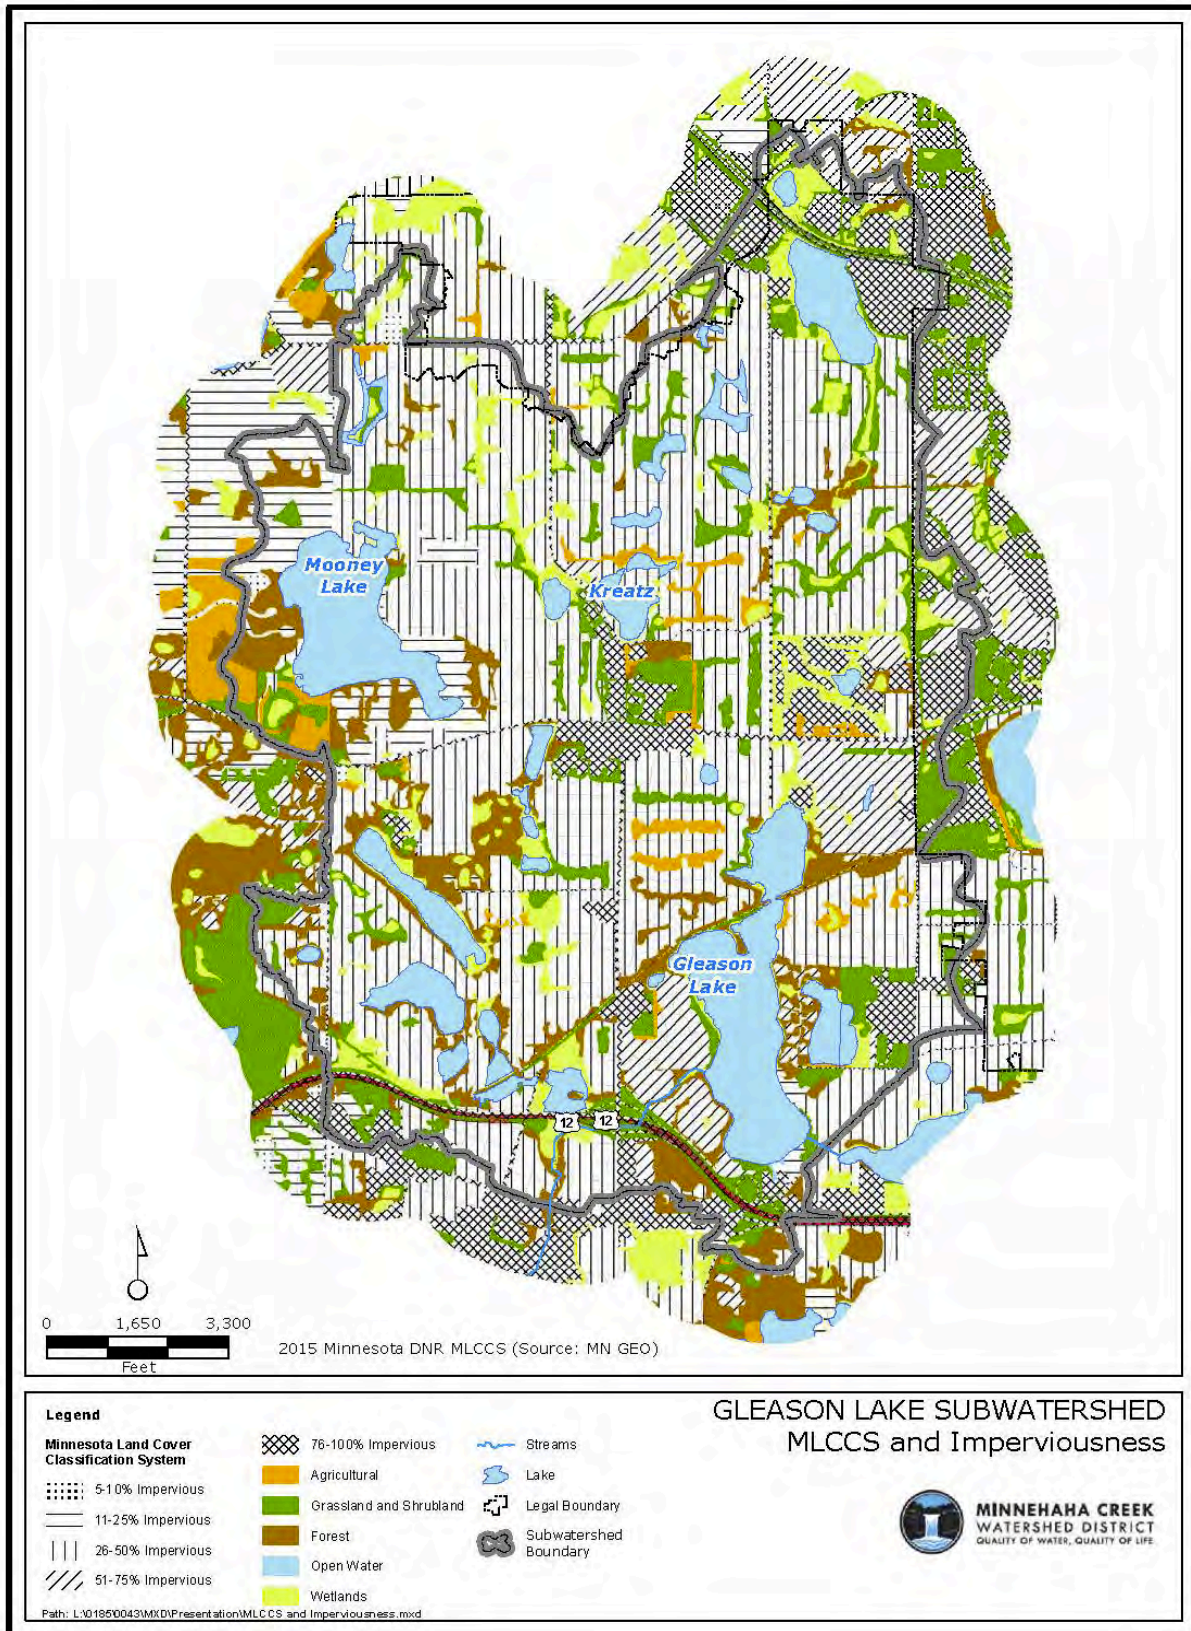 Mooney
Lake
Kreatz
Gleason
Lake
12
12
0 1,650 3,300
Feet
2015 Minnesota DNR MLCCS (Source: MN GEO)
Legend
Minnesota Land Cover
Classification System
5-10% Impervious
11-25% Impervious
26-50% Impervious
51-75% Impervious
76-100% Impervious
Agricultural
Grassland and Shrubland
Forest
Open Water
Wetlands
Streams
Lake
Legal Boundary
Subwatershed
Boundary
GLEASON LAKE SUBWATERSHED
MLCCS and Imperviousness
MINNEHAHA CREEK
WATERSHED DISTRICT
QUALITY OF WATER, QUALITY OF LIFE
Path: L:\0185\0043\MXD\Presentation\MLCCS and Imperviousness.mxd